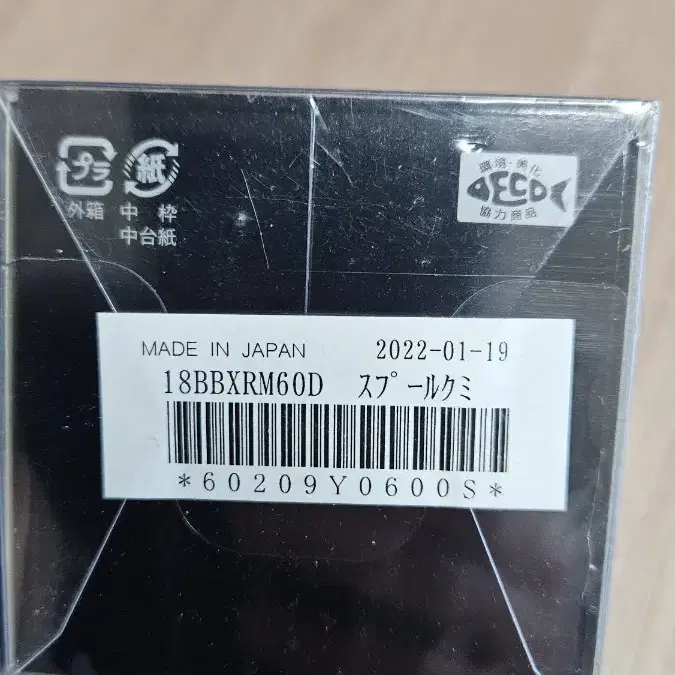 プラ
紙
外箱 中 枠
中台紙
環境・美化
ECO
協力商品
MADE IN JAPAN 2022-01-19
18BBXRM60D ｽﾌﾟｰﾙｸﾐ
*60209Y0600S*